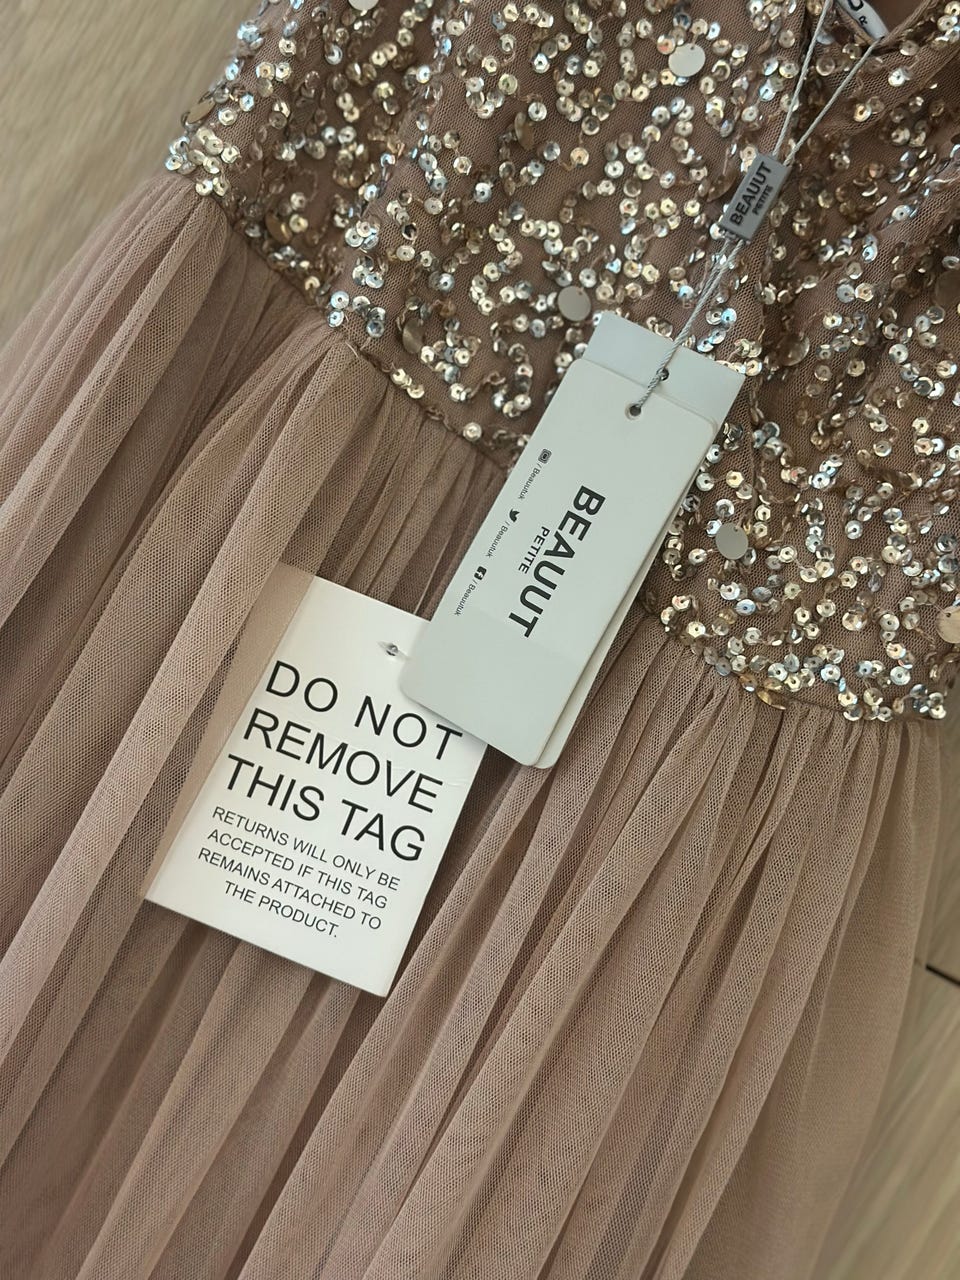 BEAUUT
PETITE
BEAUUT
PETITE
/ Beauutuk
/ Beauutuk
/ Beauutuk
DO NOT
REMOVE
THIS TAG
RETURNS WILL ONLY BE
ACCEPTED IF THIS TAG
REMAINS ATTACHED TO
THE PRODUCT.